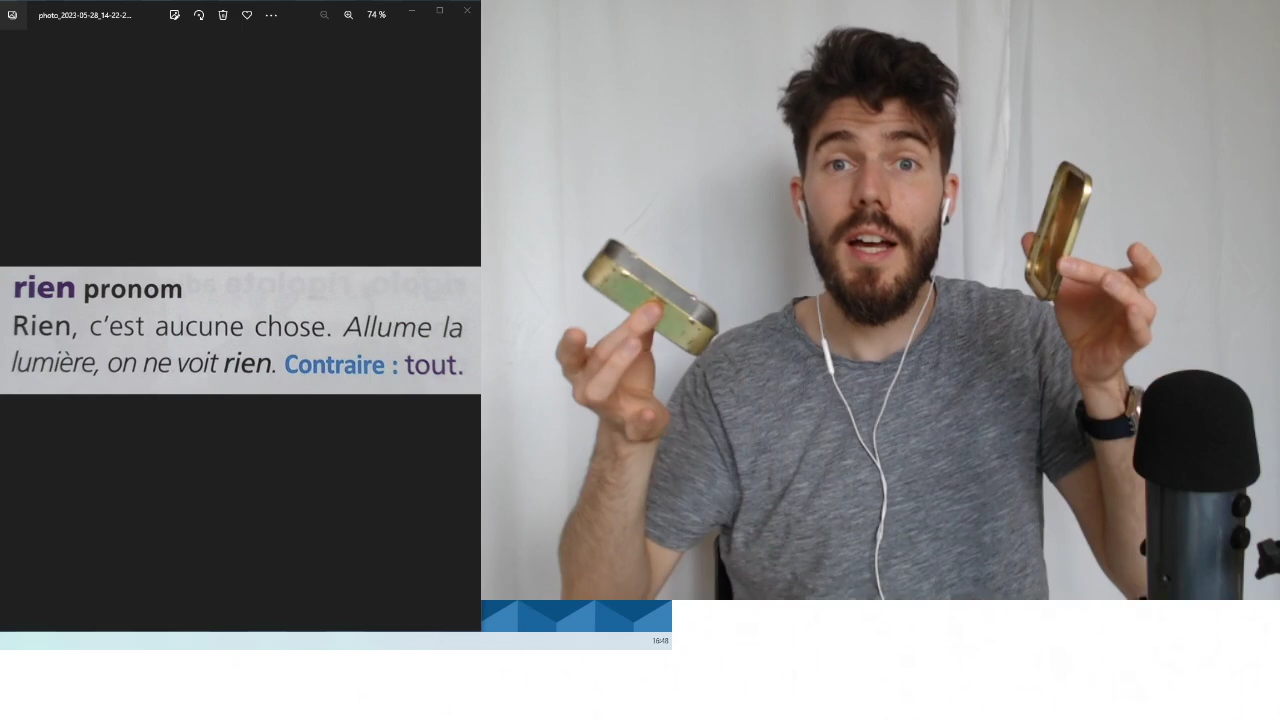 photo_2023-05-28_14-22-2...
74 %
rien pronom
Rien, c'est aucune chose. Allume la
lumière, on ne voit rien. Contraire : tout.
16:48